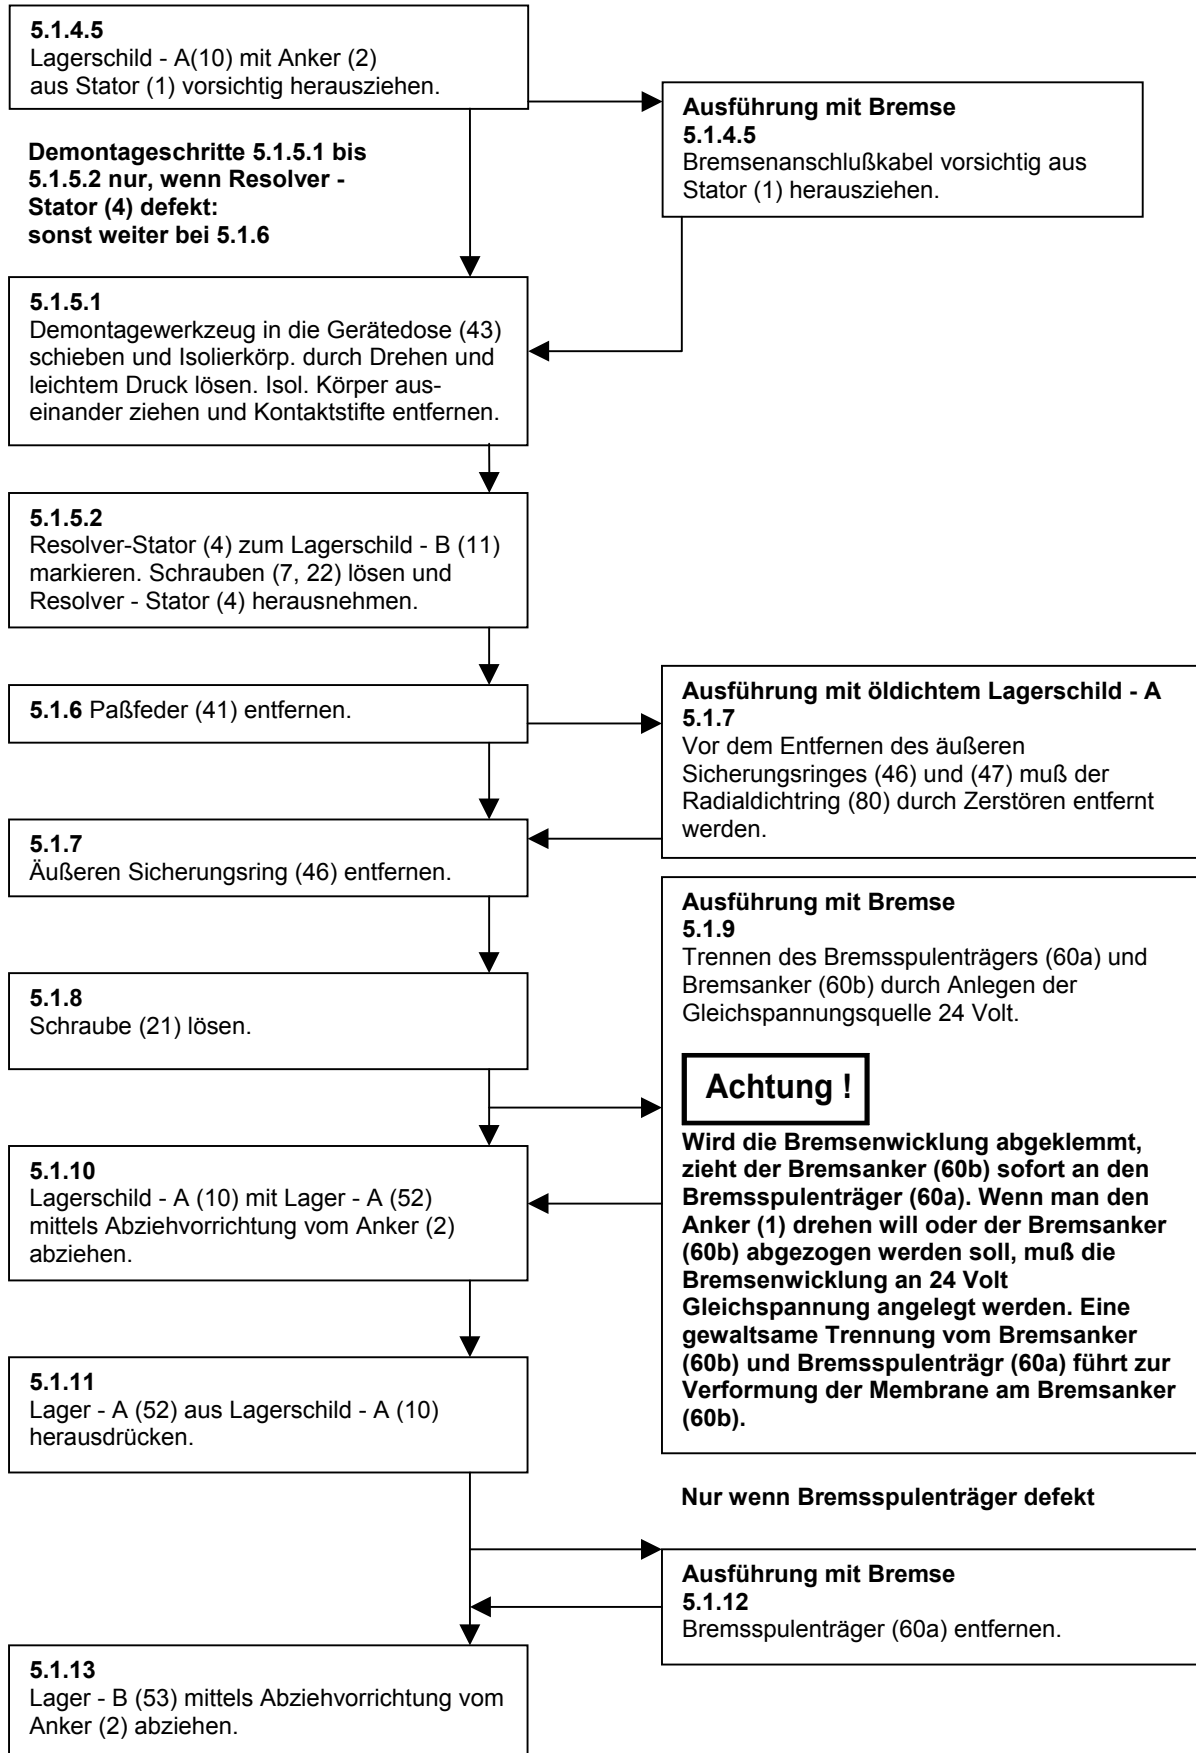 5.1.4.5
Lagerschild - A(10) mit Anker (2)
aus Stator (1) vorsichtig herausziehen.
Ausführung mit Bremse
5.1.4.5
Bremsenanschlußkabel vorsichtig aus
Stator (1) herausziehen.
Demontageschritte 5.1.5.1 bis
5.1.5.2 nur, wenn Resolver -
Stator (4) defekt:
sonst weiter bei 5.1.6
5.1.5.1
Demontagewerkzeug in die Gerätedose (43)
schieben und Isolierkörp. durch Drehen und
leichtem Druck lösen. Isol. Körper aus-
einander ziehen und Kontaktstifte entfernen.
5.1.5.2
Resolver-Stator (4) zum Lagerschild - B (11)
markieren. Schrauben (7, 22) lösen und
Resolver - Stator (4) herausnehmen.
5.1.6 Paßfeder (41) entfernen.
Ausführung mit öldichtem Lagerschild - A
5.1.7
Vor dem Entfernen des äußeren
Sicherungsringes (46) und (47) muß der
Radialdichtring (80) durch Zerstören entfernt
werden.
5.1.7
Äußeren Sicherungsring (46) entfernen.
5.1.8
Schraube (21) lösen.
Ausführung mit Bremse
5.1.9
Trennen des Bremsspulenträgers (60a) und
Bremsanker (60b) durch Anlegen der
Gleichspannungsquelle 24 Volt.
Achtung !
Wird die Bremsenwicklung abgeklemmt,
zieht der Bremsanker (60b) sofort an den
Bremsspulenträger (60a). Wenn man den
Anker (1) drehen will oder der Bremsanker
(60b) abgezogen werden soll, muß die
Bremsenwicklung an 24 Volt
Gleichspannung angelegt werden. Eine
gewaltsame Trennung vom Bremsanker
(60b) und Bremsspulenträgr (60a) führt zur
Verformung der Membrane am Bremsanker
(60b).
5.1.10
Lagerschild - A (10) mit Lager - A (52)
mittels Abziehvorrichtung vom Anker (2)
abziehen.
5.1.11
Lager - A (52) aus Lagerschild - A (10)
herausdrücken.
Nur wenn Bremsspulenträger defekt
Ausführung mit Bremse
5.1.12
Bremsspulenträger (60a) entfernen.
5.1.13
Lager - B (53) mittels Abziehvorrichtung vom
Anker (2) abziehen.